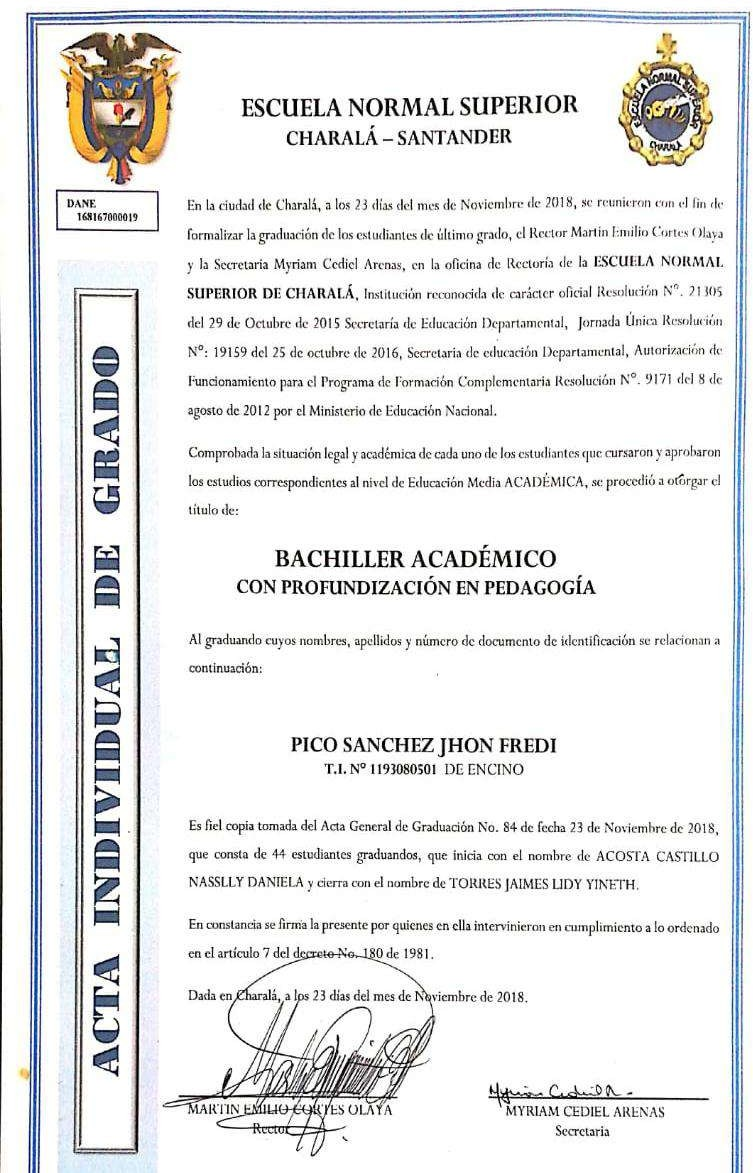 ESCUELA NORMAL SUPERIOR
CHARALÁ – SANTANDER
ESCUELA NORMAL SUPERIOR
CHARALÁ
DANE
168167000019
En la ciudad de Charalá, a los 23 días del mes de Noviembre de 2018, se reunieron con el fin de
formalizar la graduación de los estudiantes de último grado, el Rector Martin Emilio Cortes Olaya
y la Secretaria Myriam Cediel Arenas, en la oficina de Rectoría de la ESCUELA NORMAL
SUPERIOR DE CHARALÁ, Institución reconocida de carácter oficial Resolución N°. 21305
del 29 de Octubre de 2015 Secretaría de Educación Departamental, Jornada Única Resolución
N°: 19159 del 25 de octubre de 2016, Secretaria de educación Departamental, Autorización de
Funcionamiento para el Programa de Formación Complementaria Resolución N°. 9171 del 8 de
agosto de 2012 por el Ministerio de Educación Nacional.
Comprobada la situación legal y académica de cada uno de los estudiantes que cursaron y aprobaron
los estudios correspondientes al nivel de Educación Media ACADÉMICA, se procedió a otorgar el
título de:
BACHILLER ACADÉMICO
CON PROFUNDIZACIÓN EN PEDAGOGÍA
Al graduando cuyos nombres, apellidos y número de documento de identificación se relacionan a
continuación:
PICO SANCHEZ JHON FREDI
T.I. N° 1193080501 DE ENCINO
Es fiel copia tomada del Acta General de Graduación No. 84 de fecha 23 de Noviembre de 2018,
que consta de 44 estudiantes graduandos, que inicia con el nombre de ACOSTA CASTILLO
NASSLLY DANIELA y cierra con el nombre de TORRES JAIMES LIDY YINETH.
En constancia se firma la presente por quienes en ella intervinieron en cumplimiento a lo ordenado
en el artículo 7 del decreto No. 180 de 1981.
Dada en Charalá, a los 23 días del mes de Noviembre de 2018.
MARTIN EMILIO CORTES OLAYA
Rector
Myriam Cediel A.
MYRIAM CEDIEL ARENAS
Secretaria
ACTA INDIVIDUAL DE GRADO